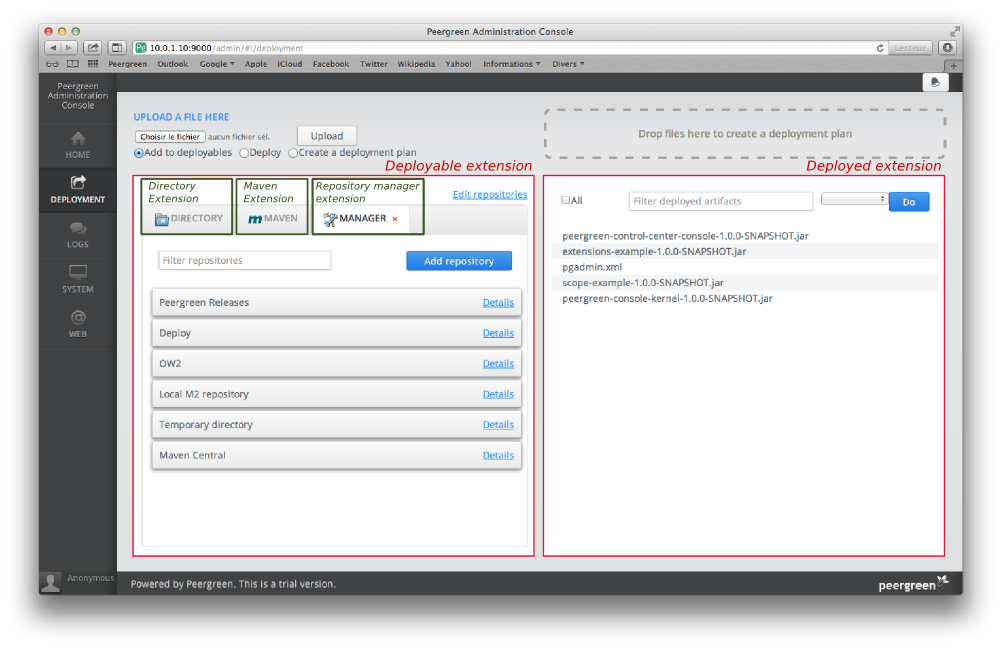 Peergreen Administration Console
10.0.1.10:9000/admin/#!/deployment
Lecteur
Peergreen Outlook Google Apple iCloud Facebook Twitter Wikipedia Yahoo! Informations Divers
Peergreen
Administration
Console
HOME
DEPLOYMENT
LOGS
SYSTEM
WEB
Anonymous
UPLOAD A FILE HERE
Choisir le fichier aucun fichier sél.
Upload
Add to deployables Deploy Create a deployment plan
Drop files here to create a deployment plan
Deployable extension
Directory
Extension
Maven
Extension
Repository manager
extension
Edit repositories
DIRECTORY
MAVEN
MANAGER ×
Filter repositories
Add repository
Peergreen Releases Details
Deploy Details
OW2 Details
Local M2 repository Details
Temporary directory Details
Maven Central Details
Deployed extension
All
Filter deployed artifacts
Do
peergreen-control-center-console-1.0.0-SNAPSHOT.jar
extensions-example-1.0.0-SNAPSHOT.jar
pgadmin.xml
scope-example-1.0.0-SNAPSHOT.jar
peergreen-console-kernel-1.0.0-SNAPSHOT.jar
Powered by Peergreen. This is a trial version.
peergreen